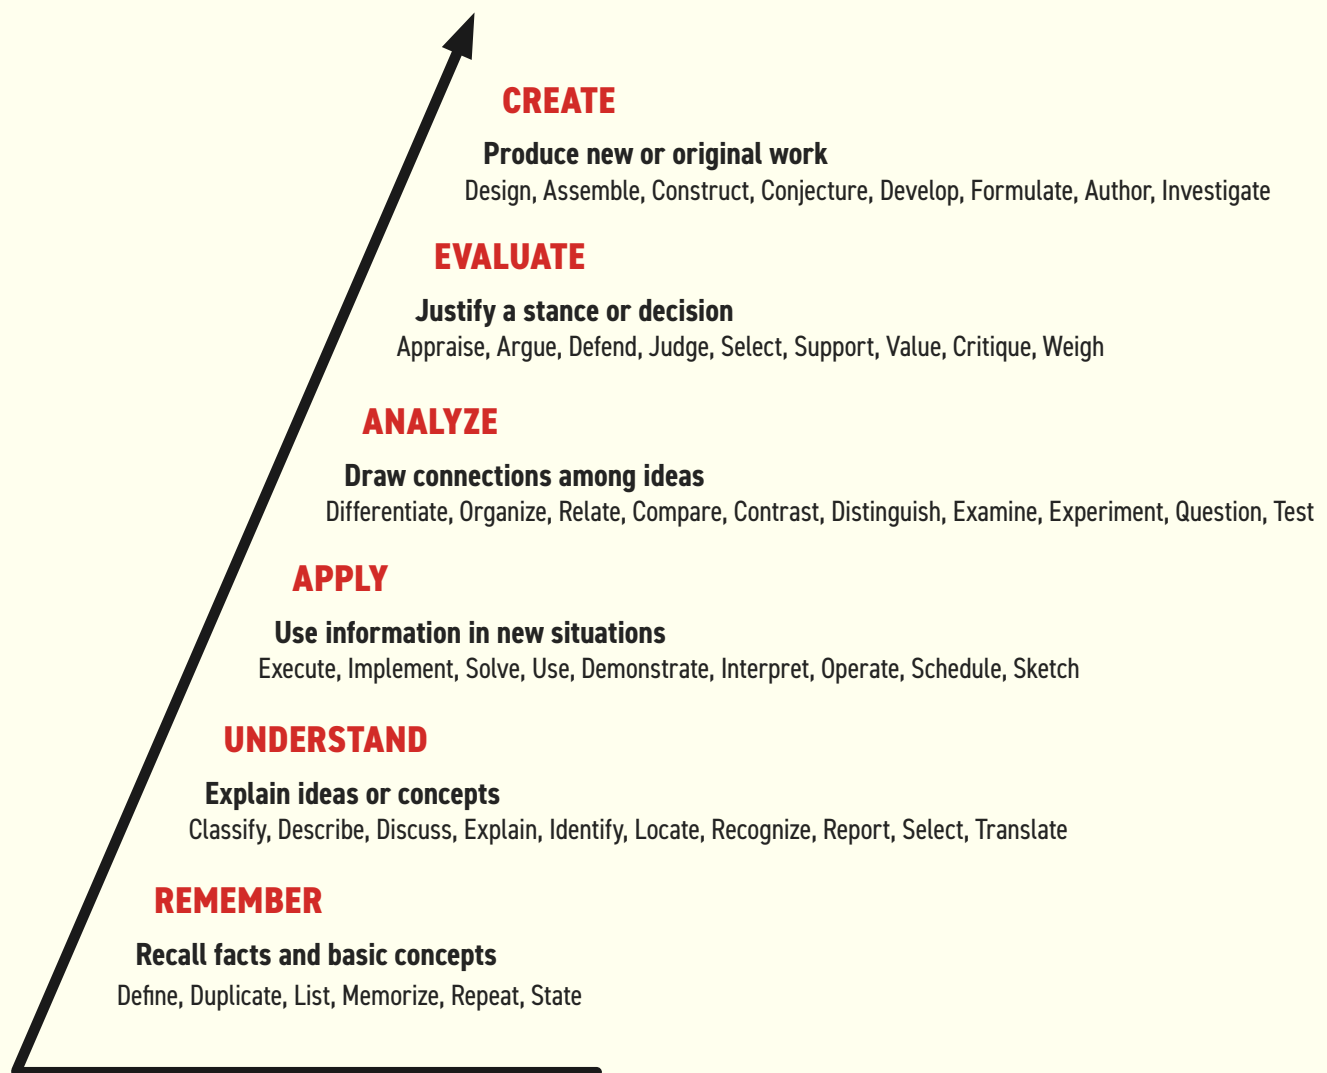 CREATE
Produce new or original work
Design, Assemble, Construct, Conjecture, Develop, Formulate, Author, Investigate
EVALUATE
Justify a stance or decision
Appraise, Argue, Defend, Judge, Select, Support, Value, Critique, Weigh
ANALYZE
Draw connections among ideas
Differentiate, Organize, Relate, Compare, Contrast, Distinguish, Examine, Experiment, Question, Test
APPLY
Use information in new situations
Execute, Implement, Solve, Use, Demonstrate, Interpret, Operate, Schedule, Sketch
UNDERSTAND
Explain ideas or concepts
Classify, Describe, Discuss, Explain, Identify, Locate, Recognize, Report, Select, Translate
REMEMBER
Recall facts and basic concepts
Define, Duplicate, List, Memorize, Repeat, State